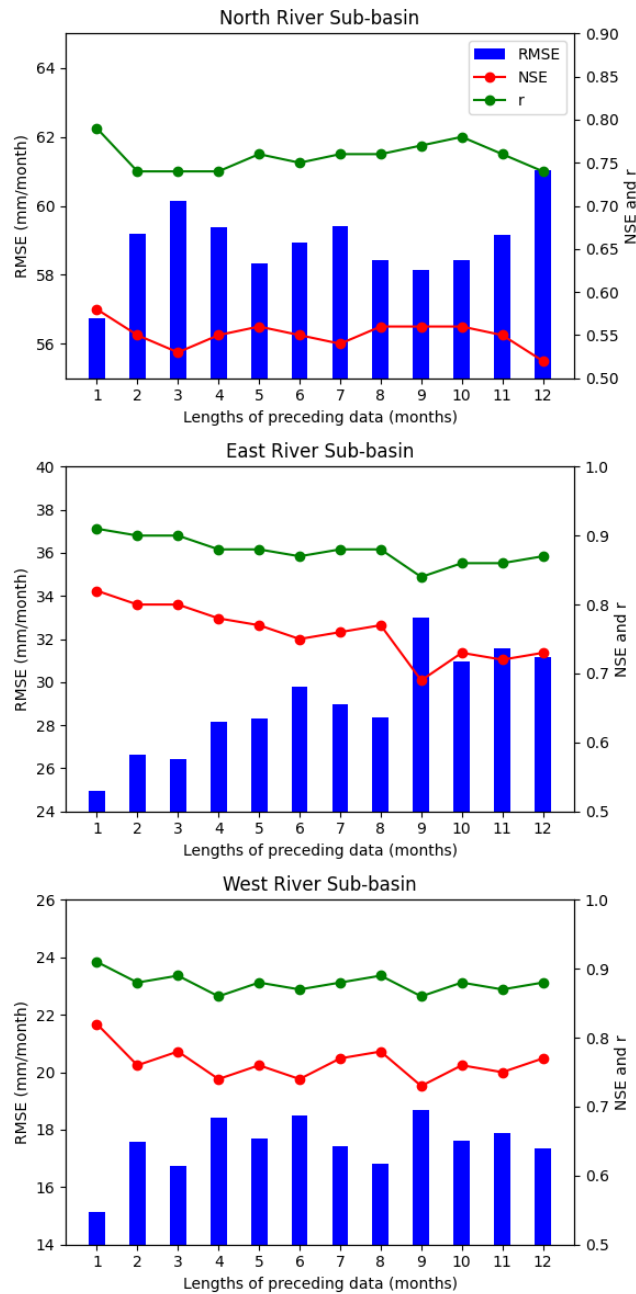 North River Sub-basin
RMSE (mm/month)
64
62
60
58
56
RMSE
NSE
r
0.90
0.85
0.80
0.75
0.70
0.65
0.60
0.55
0.50
NSE and r
1 2 3 4 5 6 7 8 9 10 11 12
Lengths of preceding data (months)
East River Sub-basin
RMSE (mm/month)
40
38
36
34
32
30
28
26
24
1.0
0.9
0.8
0.7
0.6
0.5
NSE and r
1 2 3 4 5 6 7 8 9 10 11 12
Lengths of preceding data (months)
West River Sub-basin
RMSE (mm/month)
26
24
22
20
18
16
14
1.0
0.9
0.8
0.7
0.6
0.5
NSE and r
1 2 3 4 5 6 7 8 9 10 11 12
Lengths of preceding data (months)